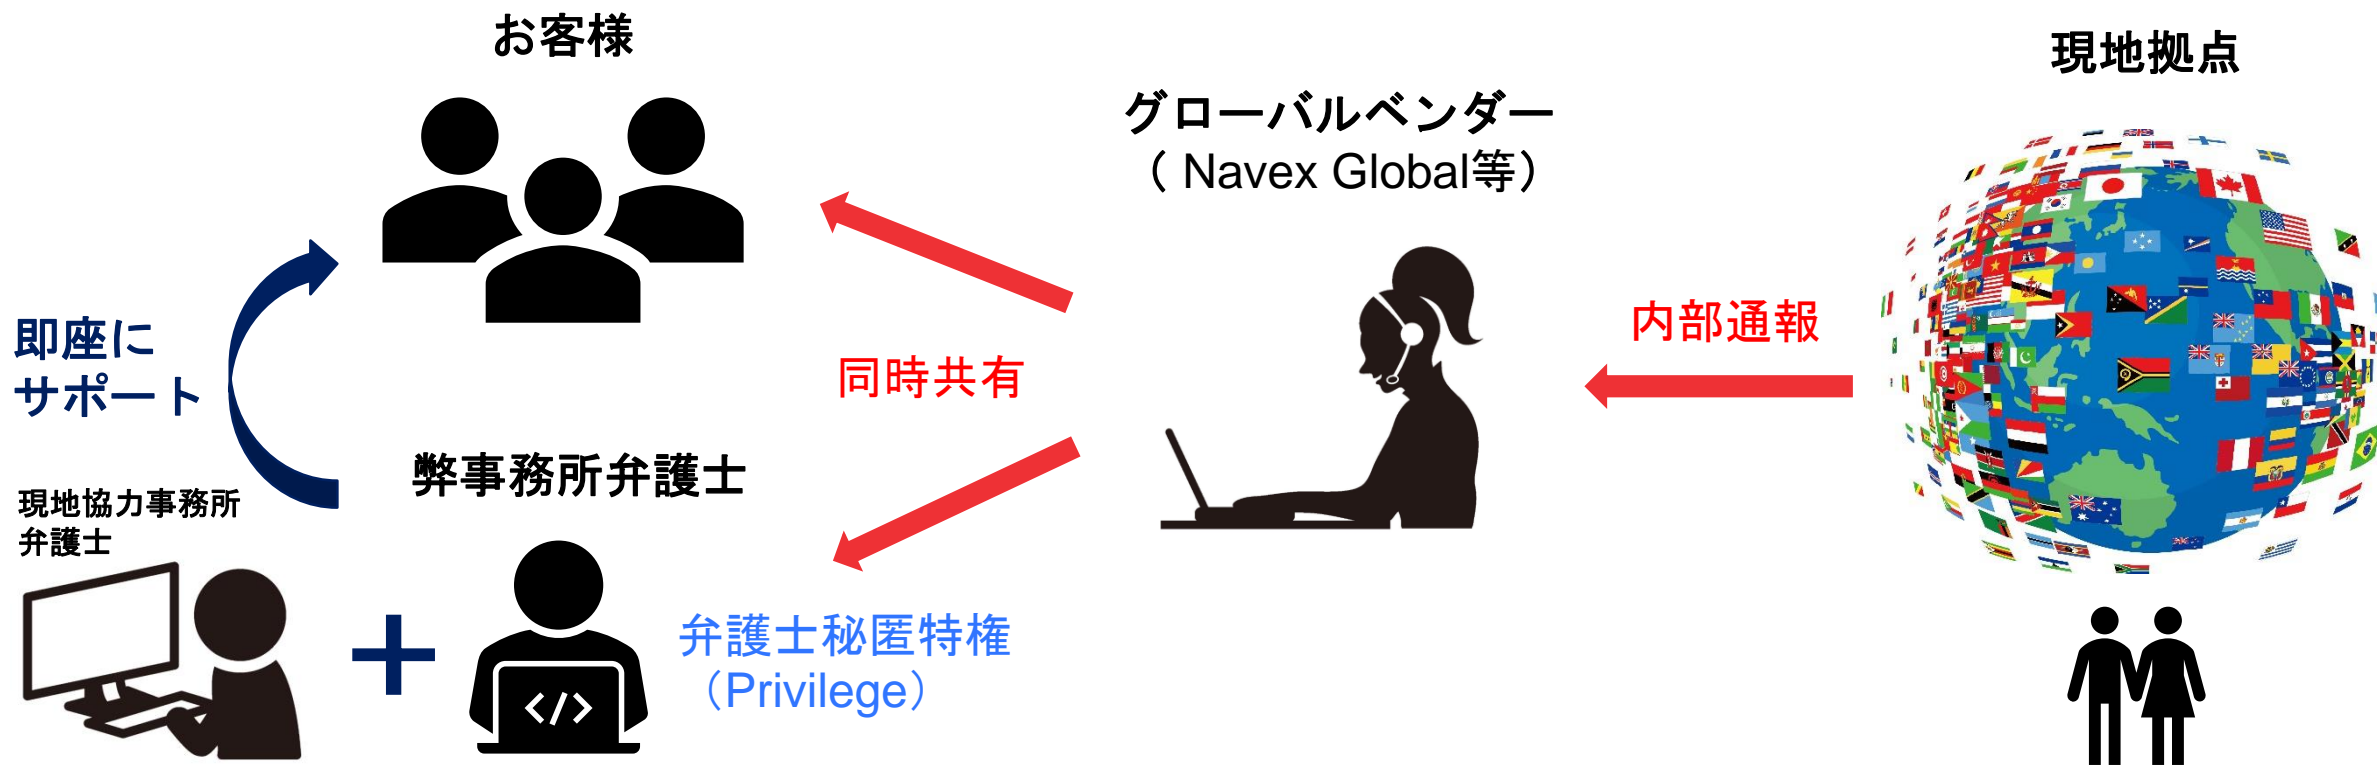 お客様
現地拠点
グローバルベンダー
（ Navex Global等）
内部通報
同時共有
即座に
サポート
弊事務所弁護士
現地協力事務所
弁護士
弁護士秘匿特権
（Privilege）
</>